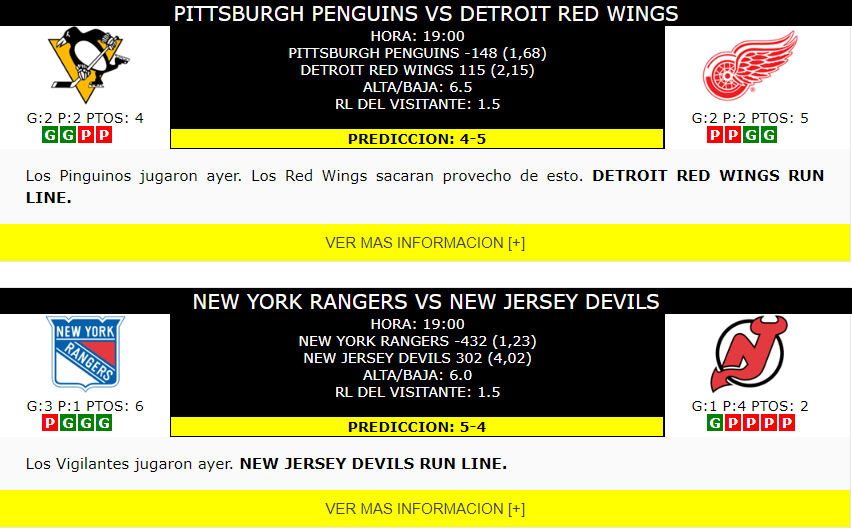 PITTSBURGH PENGUINS VS DETROIT RED WINGS
HORA: 19:00
PITTSBURGH PENGUINS -148 (1,68)
DETROIT RED WINGS 115 (2,15)
ALTA/BAJA: 6.5
RL DEL VISITANTE: 1.5
G:2 P:2 PTOS: 4
G G P P
PREDICCION: 4-5
G:2 P:2 PTOS: 5
P P G G
Los Pinguinos jugaron ayer. Los Red Wings sacaran provecho de esto. DETROIT RED WINGS RUN
LINE.
VER MAS INFORMACION [+]
NEW YORK RANGERS VS NEW JERSEY DEVILS
NEW YORK
RANGERS
HORA: 19:00
NEW YORK RANGERS -432 (1,23)
NEW JERSEY DEVILS 302 (4,02)
ALTA/BAJA: 6.0
RL DEL VISITANTE: 1.5
G:3 P:1 PTOS: 6
P G G G
PREDICCION: 5-4
G:1 P:4 PTOS: 2
G P P P P
Los Vigilantes jugaron ayer. NEW JERSEY DEVILS RUN LINE.
VER MAS INFORMACION [+]